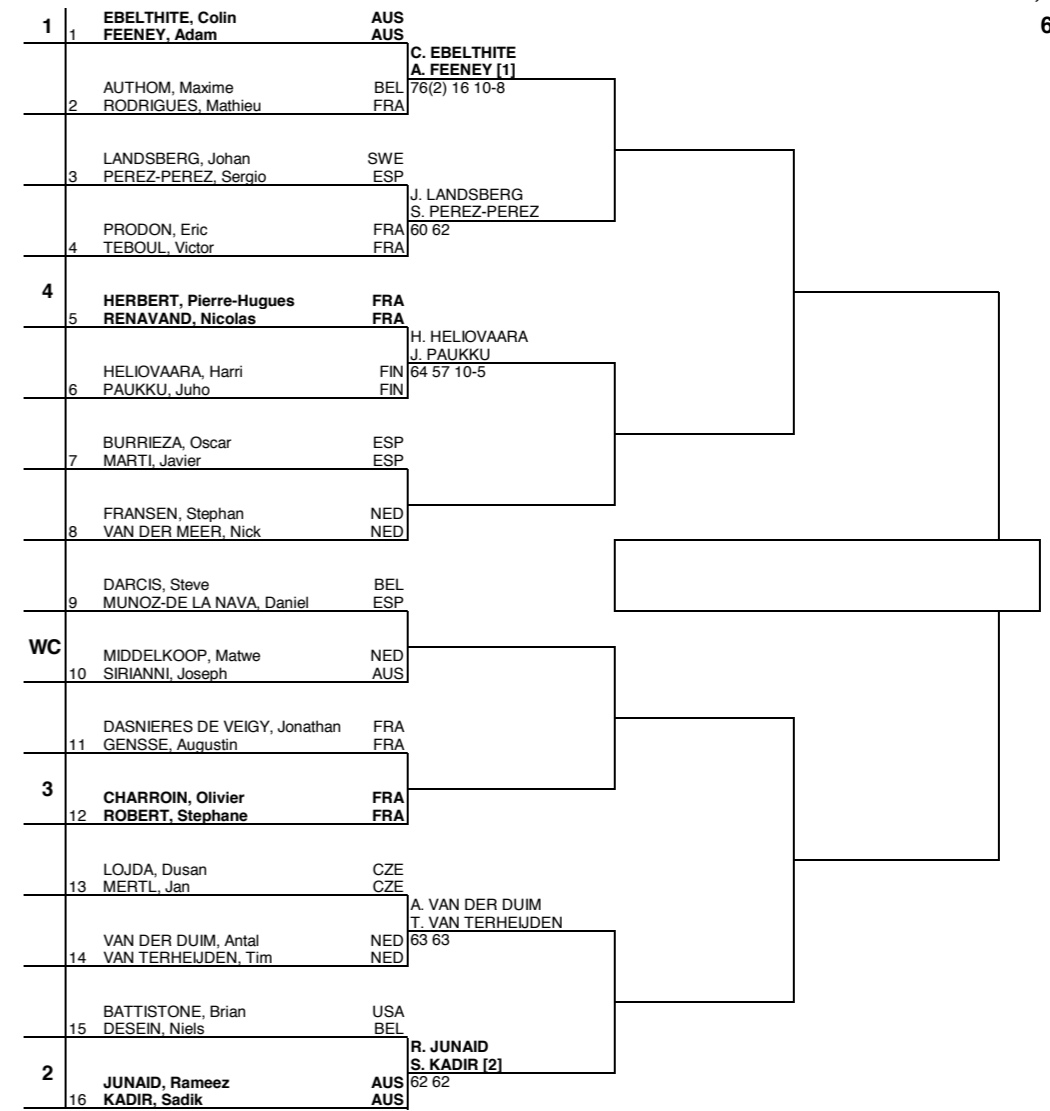 6
1 EBELTHITE, Colin AUS
1 FEENEY, Adam AUS
C. EBELTHITE
A. FEENEY [1]
AUTHOM, Maxime BEL 76(2) 16 10-8
2 RODRIGUES, Mathieu FRA
LANDSBERG, Johan SWE
3 PEREZ-PEREZ, Sergio ESP
J. LANDSBERG
S. PEREZ-PEREZ
PRODON, Eric FRA 60 62
4 TEBOUL, Victor FRA
4 HERBERT, Pierre-Hugues FRA
5 RENAVAND, Nicolas FRA
H. HELIOVAARA
J. PAUKKU
HELIOVAARA, Harri FIN 64 57 10-5
6 PAUKKU, Juho FIN
BURRIEZA, Oscar ESP
7 MARTI, Javier ESP
FRANSEN, Stephan NED
8 VAN DER MEER, Nick NED
DARCIS, Steve BEL
9 MUNOZ-DE LA NAVA, Daniel ESP
WC MIDDELKOOP, Matwe NED
10 SIRIANNI, Joseph AUS
DASNIERES DE VEIGY, Jonathan FRA
11 GENSSE, Augustin FRA
3 CHARROIN, Olivier FRA
12 ROBERT, Stephane FRA
LOJDA, Dusan CZE
13 MERTL, Jan CZE
A. VAN DER DUIM
T. VAN TERHEIJDEN
VAN DER DUIM, Antal NED 63 63
14 VAN TERHEIJDEN, Tim NED
BATTISTONE, Brian USA
15 DESEIN, Niels BEL
R. JUNAID
S. KADIR [2]
2 JUNAID, Rameez AUS 62 62
16 KADIR, Sadik AUS